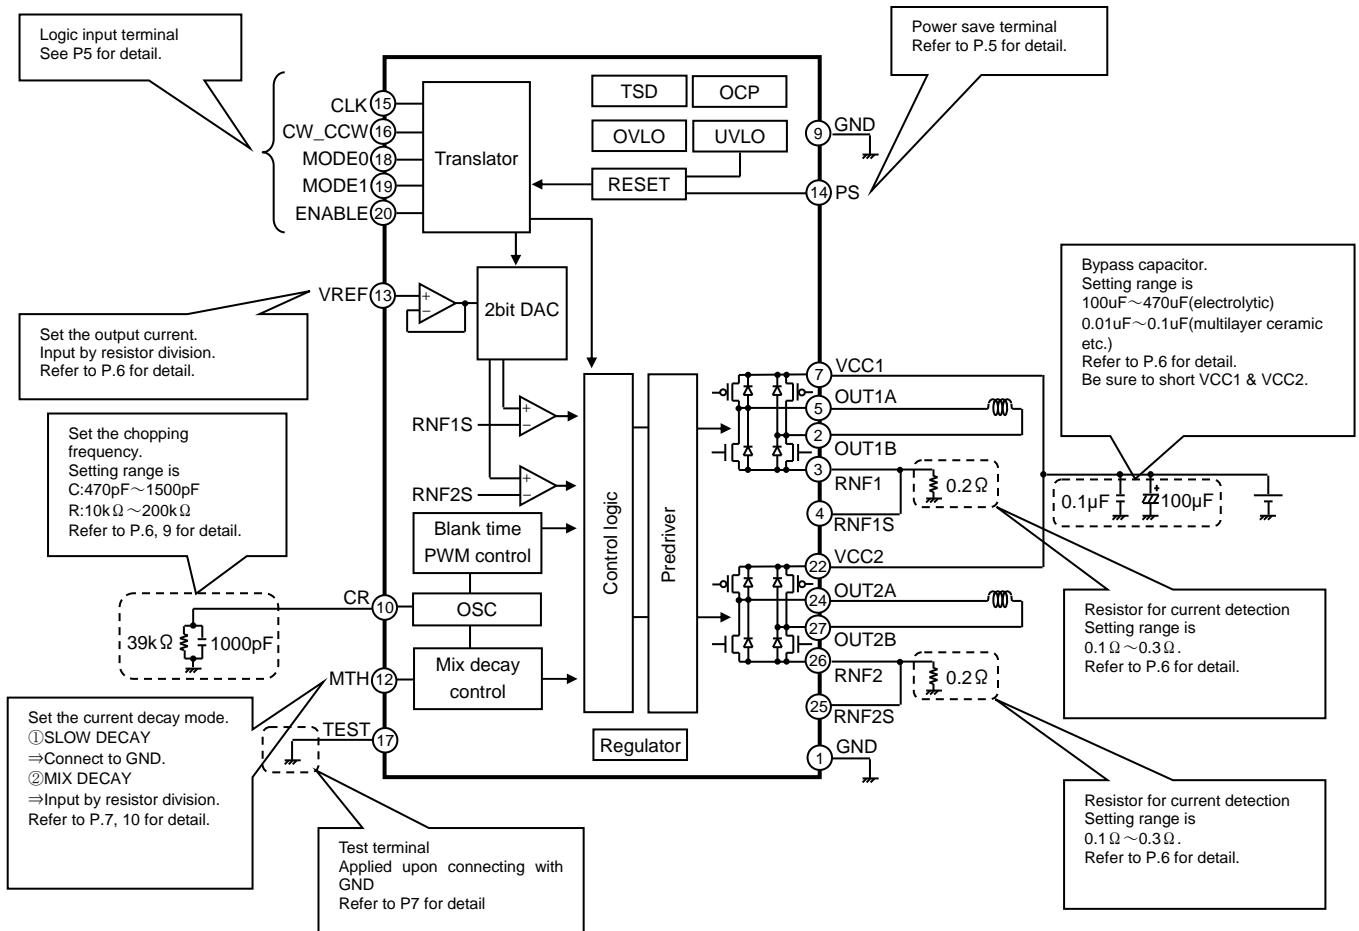 Logic input terminal
See P5 for detail.
Power save terminal
Refer to P.5 for detail.
CLK 15
CW_CCW 16
MODE0 18
MODE1 19
ENABLE 20
Translator
TSD
OCP
OVLO
UVLO
RESET
9 GND
14 PS
VREF 13
+
−
2bit DAC
Set the output current.
Input by resistor division.
Refer to P.6 for detail.
Bypass capacitor.
Setting range is
100uF～470uF(electrolytic)
0.01uF～0.1uF(multilayer ceramic
etc.)
Refer to P.6 for detail.
Be sure to short VCC1 & VCC2.
Set the chopping
frequency.
Setting range is
C:470pF～1500pF
R:10kΩ～200kΩ
Refer to P.6, 9 for detail.
RNF1S
+
−
RNF2S
+
−
Blank time
PWM control
OSC
Mix decay
control
Control logic
Predriver
Regulator
7 VCC1
5 OUT1A
2 OUT1B
3 RNF1
4 RNF1S
0.2Ω
0.1µF
+
100µF
22 VCC2
24 OUT2A
27 OUT2B
26 RNF2
25 RNF2S
0.2Ω
1 GND
CR 10
39kΩ
1000pF
MTH 12
TEST 17
Set the current decay mode.
①SLOW DECAY
⇒Connect to GND.
②MIX DECAY
⇒Input by resistor division.
Refer to P.7, 10 for detail.
Test terminal
Applied upon connecting with
GND
Refer to P7 for detail
Resistor for current detection
Setting range is
0.1Ω～0.3Ω.
Refer to P.6 for detail.
Resistor for current detection
Setting range is
0.1Ω～0.3Ω.
Refer to P.6 for detail.